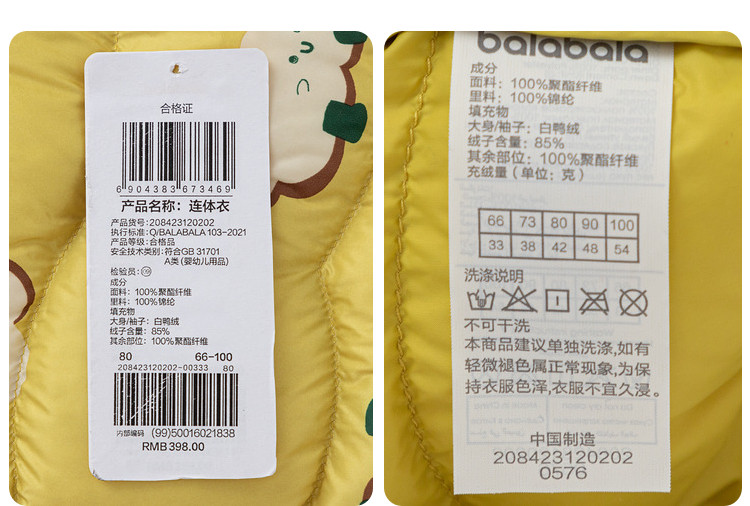 合格证
6 904383 673469
产品名称：连体衣
产品货号：208423120202
执行标准：Q/BALABALA 103-2021
产品等级：合格品
安全技术类别：符合GB 31701
A类（婴幼儿用品）
检验员：09
成分
面料：100%聚酯纤维
里料：100%锦纶
填充物
大身/袖子：白鸭绒
绒子含量：85%
其余部位：100%聚酯纤维
80 66-100
208423120202-00333 80
内部编码 (99)50016021838
RMB 398.00
balabala
成分
面料：100%聚酯纤维
里料：100%锦纶
填充物
大身/袖子：白鸭绒
绒子含量：85%
其余部位：100%聚酯纤维
充绒量（单位：克）
66 73 80 90 100
33 38 42 48 54
洗涤说明
不可干洗
本商品建议单独洗涤,如有
轻微褪色属正常现象,为保
持衣服色泽,衣服不宜久浸。
中国制造
208423120202
0576